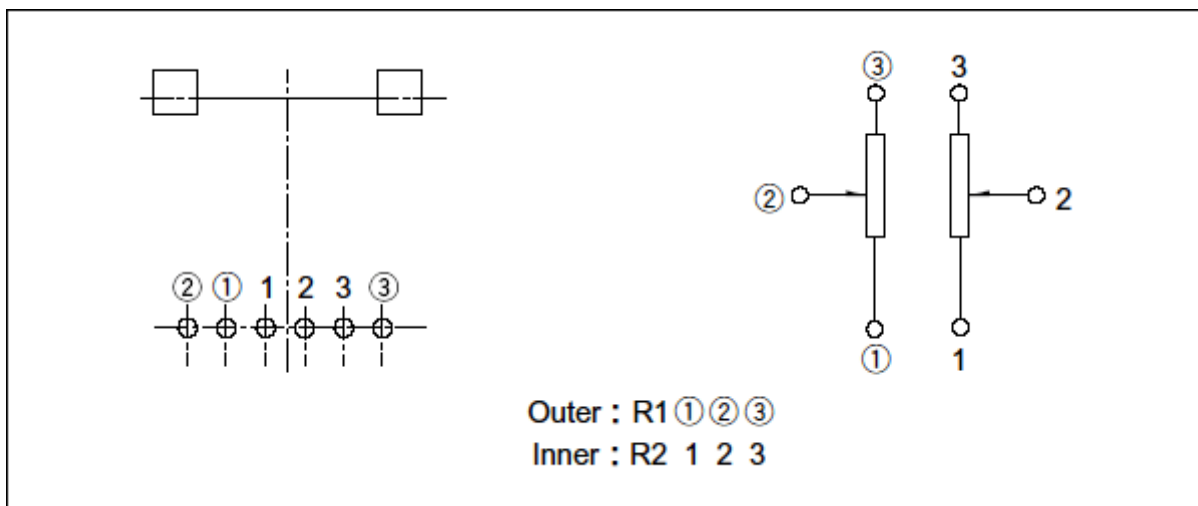 ③ 3
② 2
② ① 1 2 3 ③
① 1
Outer : R1 ① ② ③
Inner : R2 1 2 3